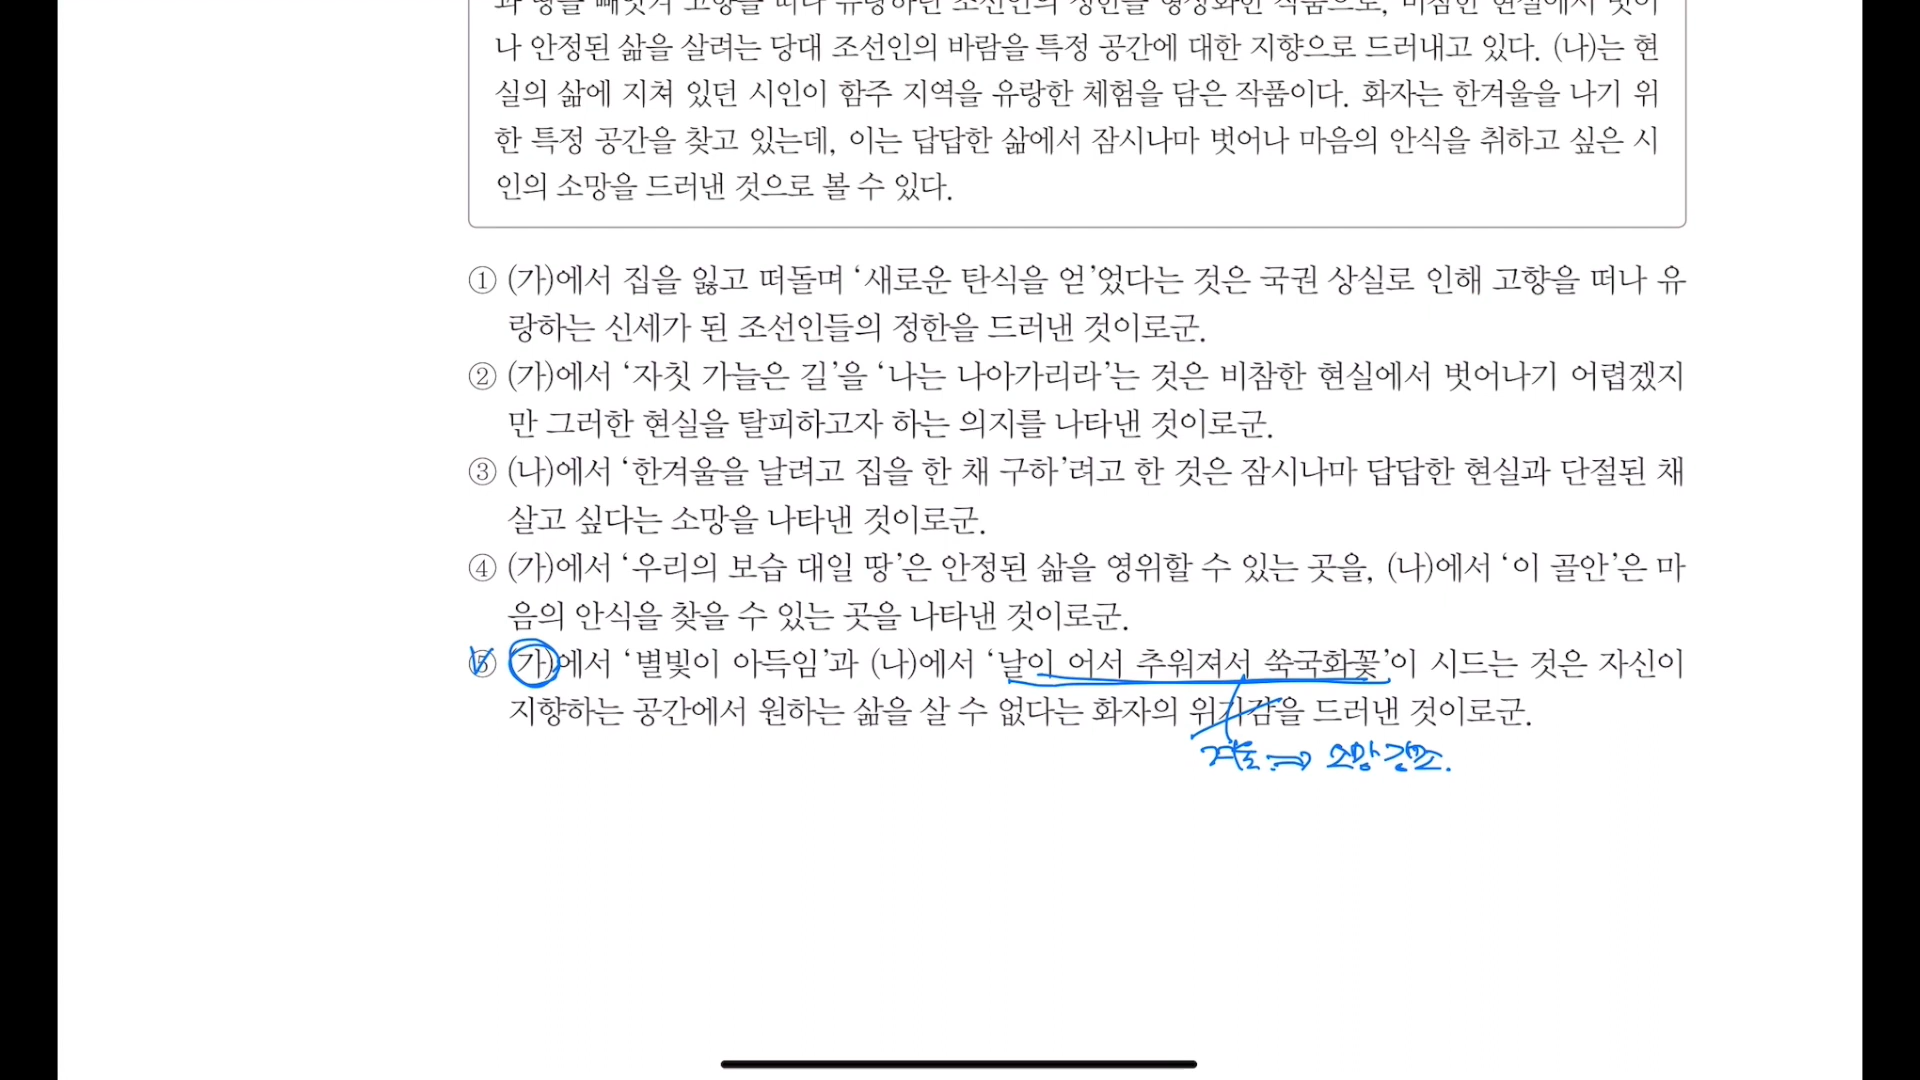 나 안정된 삶을 살려는 당대 조선인의 바람을 특정 공간에 대한 지향으로 드러내고 있다. (나)는 현
실의 삶에 지쳐 있던 시인이 함주 지역을 유랑한 체험을 담은 작품이다. 화자는 한겨울을 나기 위
한 특정 공간을 찾고 있는데, 이는 답답한 삶에서 잠시나마 벗어나 마음의 안식을 취하고 싶은 시
인의 소망을 드러낸 것으로 볼 수 있다.
① (가)에서 집을 잃고 떠돌며 ‘새로운 탄식을 얻’었다는 것은 국권 상실로 인해 고향을 떠나 유
랑하는 신세가 된 조선인들의 정한을 드러낸 것이로군.
② (가)에서 ‘자칫 가늘은 길’을 ‘나는 나아가리라’는 것은 비참한 현실에서 벗어나기 어렵겠지
만 그러한 현실을 탈피하고자 하는 의지를 나타낸 것이로군.
③ (나)에서 ‘한겨울을 날려고 집을 한 채 구하’려고 한 것은 잠시나마 답답한 현실과 단절된 채
살고 싶다는 소망을 나타낸 것이로군.
④ (가)에서 ‘우리의 보습 대일 땅’은 안정된 삶을 영위할 수 있는 곳을, (나)에서 ‘이 골안’은 마
음의 안식을 찾을 수 있는 곳을 나타낸 것이로군.
⑤ (가)에서 ‘별빛이 아득임’과 (나)에서 ‘날이 어서 추워져서 쑥국화꽃’이 시드는 것은 자신이
지향하는 공간에서 원하는 삶을 살 수 없다는 화자의 위기감을 드러낸 것이로군.
겨울 ⇒ 소망 강조.